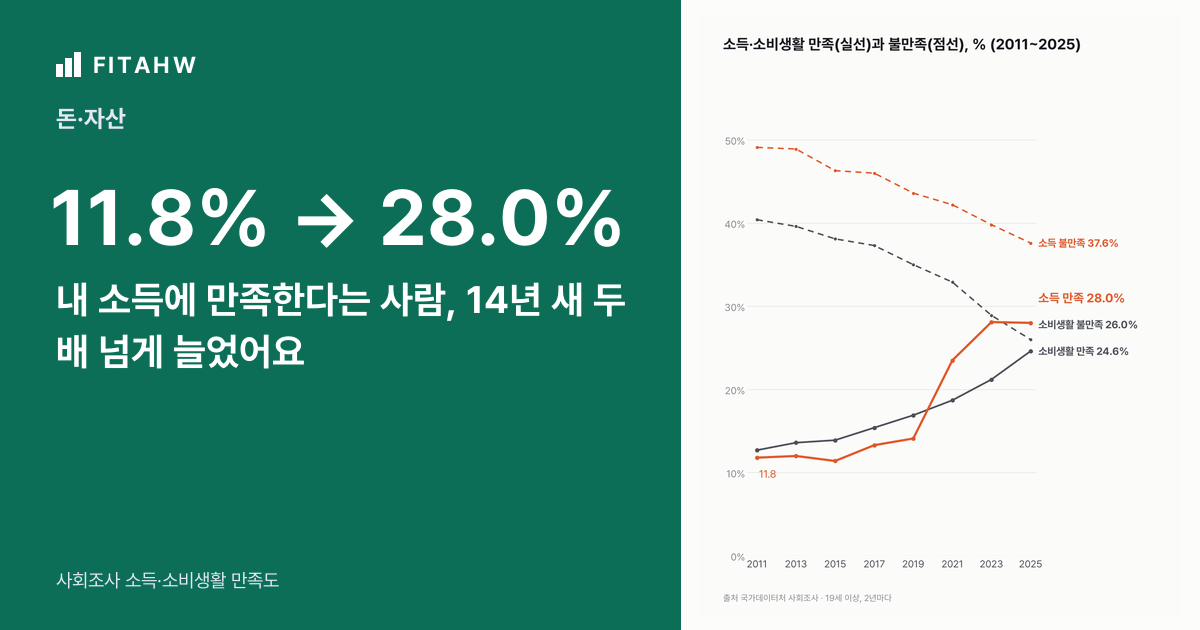 FITAHW
돈·자산
11.8% → 28.0%
내 소득에 만족한다는 사람, 14년 새 두
배 넘게 늘었어요
사회조사 소득·소비생활 만족도
소득·소비생활 만족(실선)과 불만족(점선), % (2011~2025)
50%
40%
소득 불만족 37.6%
소득 만족 28.0%
30%
소비생활 불만족 26.0%
소비생활 만족 24.6%
20%
10%
11.8
0%
2011 2013 2015 2017 2019 2021 2023 2025
출처 국가데이터처 사회조사 · 19세 이상, 2년마다